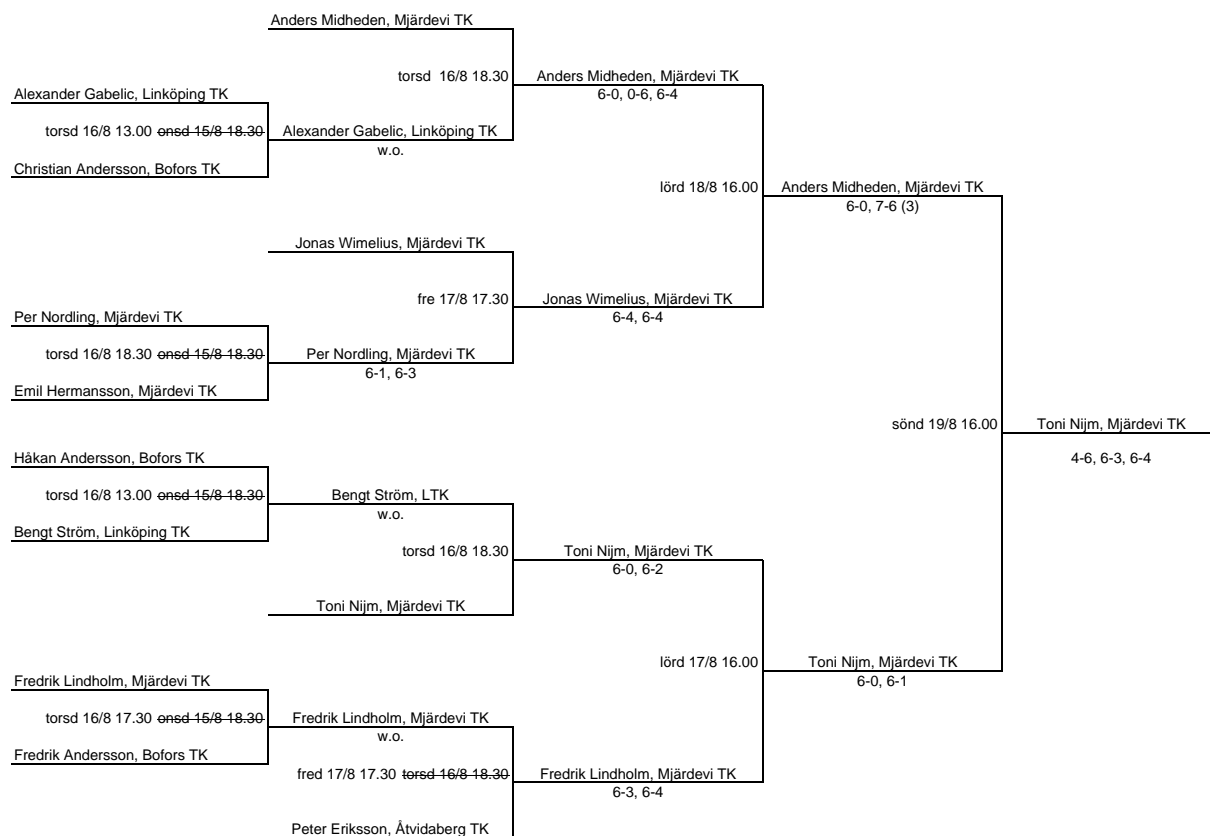 Anders Midheden, Mjärdevi TK
torsd 16/8 18.30
Anders Midheden, Mjärdevi TK
6-0, 0-6, 6-4
Alexander Gabelic, Linköping TK
torsd 16/8 13.00 onsd 15/8 18.30
Alexander Gabelic, Linköping TK
w.o.
Christian Andersson, Bofors TK
lörd 18/8 16.00
Anders Midheden, Mjärdevi TK
6-0, 7-6 (3)
Jonas Wimelius, Mjärdevi TK
fre 17/8 17.30
Jonas Wimelius, Mjärdevi TK
6-4, 6-4
Per Nordling, Mjärdevi TK
torsd 16/8 18.30 onsd 15/8 18.30
Per Nordling, Mjärdevi TK
6-1, 6-3
Emil Hermansson, Mjärdevi TK
sönd 19/8 16.00
Toni Nijm, Mjärdevi TK
4-6, 6-3, 6-4
Håkan Andersson, Bofors TK
torsd 16/8 13.00 onsd 15/8 18.30
Bengt Ström, LTK
w.o.
Bengt Ström, Linköping TK
torsd 16/8 18.30
Toni Nijm, Mjärdevi TK
6-0, 6-2
Toni Nijm, Mjärdevi TK
lörd 17/8 16.00
Toni Nijm, Mjärdevi TK
6-0, 6-1
Fredrik Lindholm, Mjärdevi TK
torsd 16/8 17.30 onsd 15/8 18.30
Fredrik Lindholm, Mjärdevi TK
w.o.
Fredrik Andersson, Bofors TK
fred 17/8 17.30 torsd 16/8 18.30
Fredrik Lindholm, Mjärdevi TK
6-3, 6-4
Peter Eriksson, Åtvidaberg TK